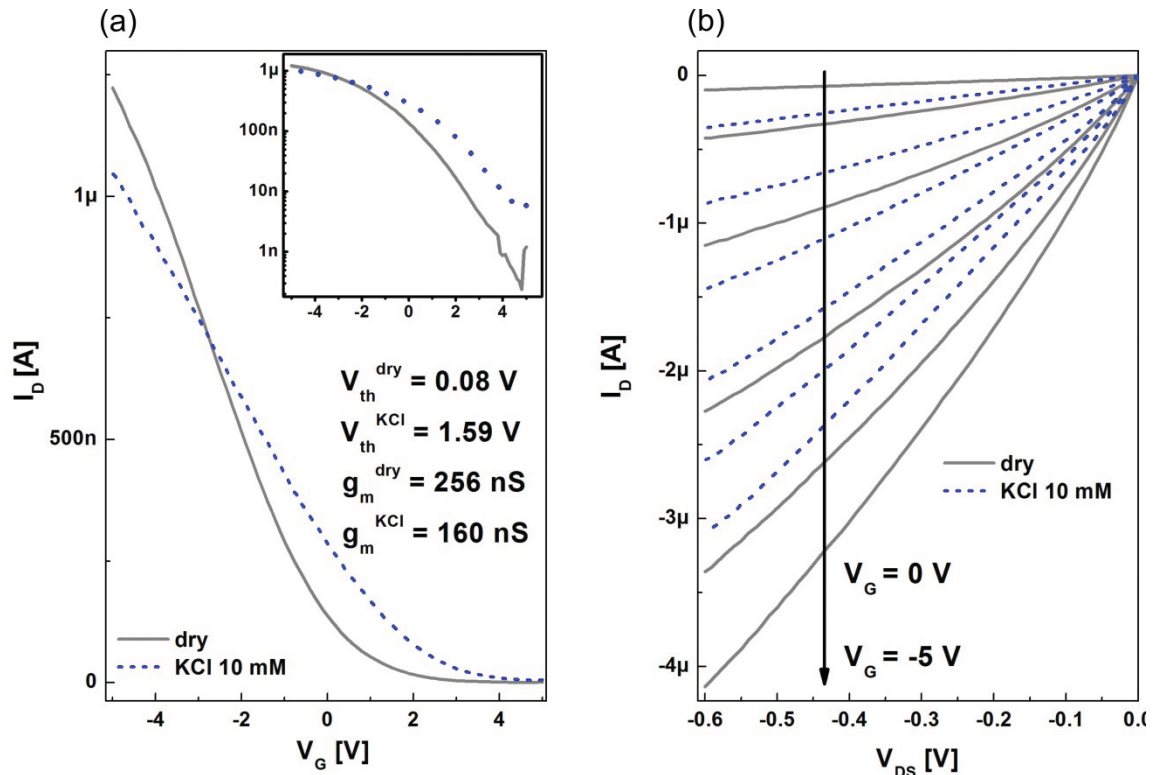 (a)
1μ
100n
10n
1n
-4 -2 0 2 4
1μ
500n
0
I_D [A]
V_th^dry = 0.08 V
V_th^KCl = 1.59 V
g_m^dry = 256 nS
g_m^KCl = 160 nS
dry
KCl 10 mM
-4 -2 0 2 4
V_G [V]
(b)
0
-1μ
-2μ
-3μ
-4μ
I_D [A]
dry
KCl 10 mM
V_G = 0 V
V_G = -5 V
-0.6 -0.5 -0.4 -0.3 -0.2 -0.1 0.0
V_DS [V]